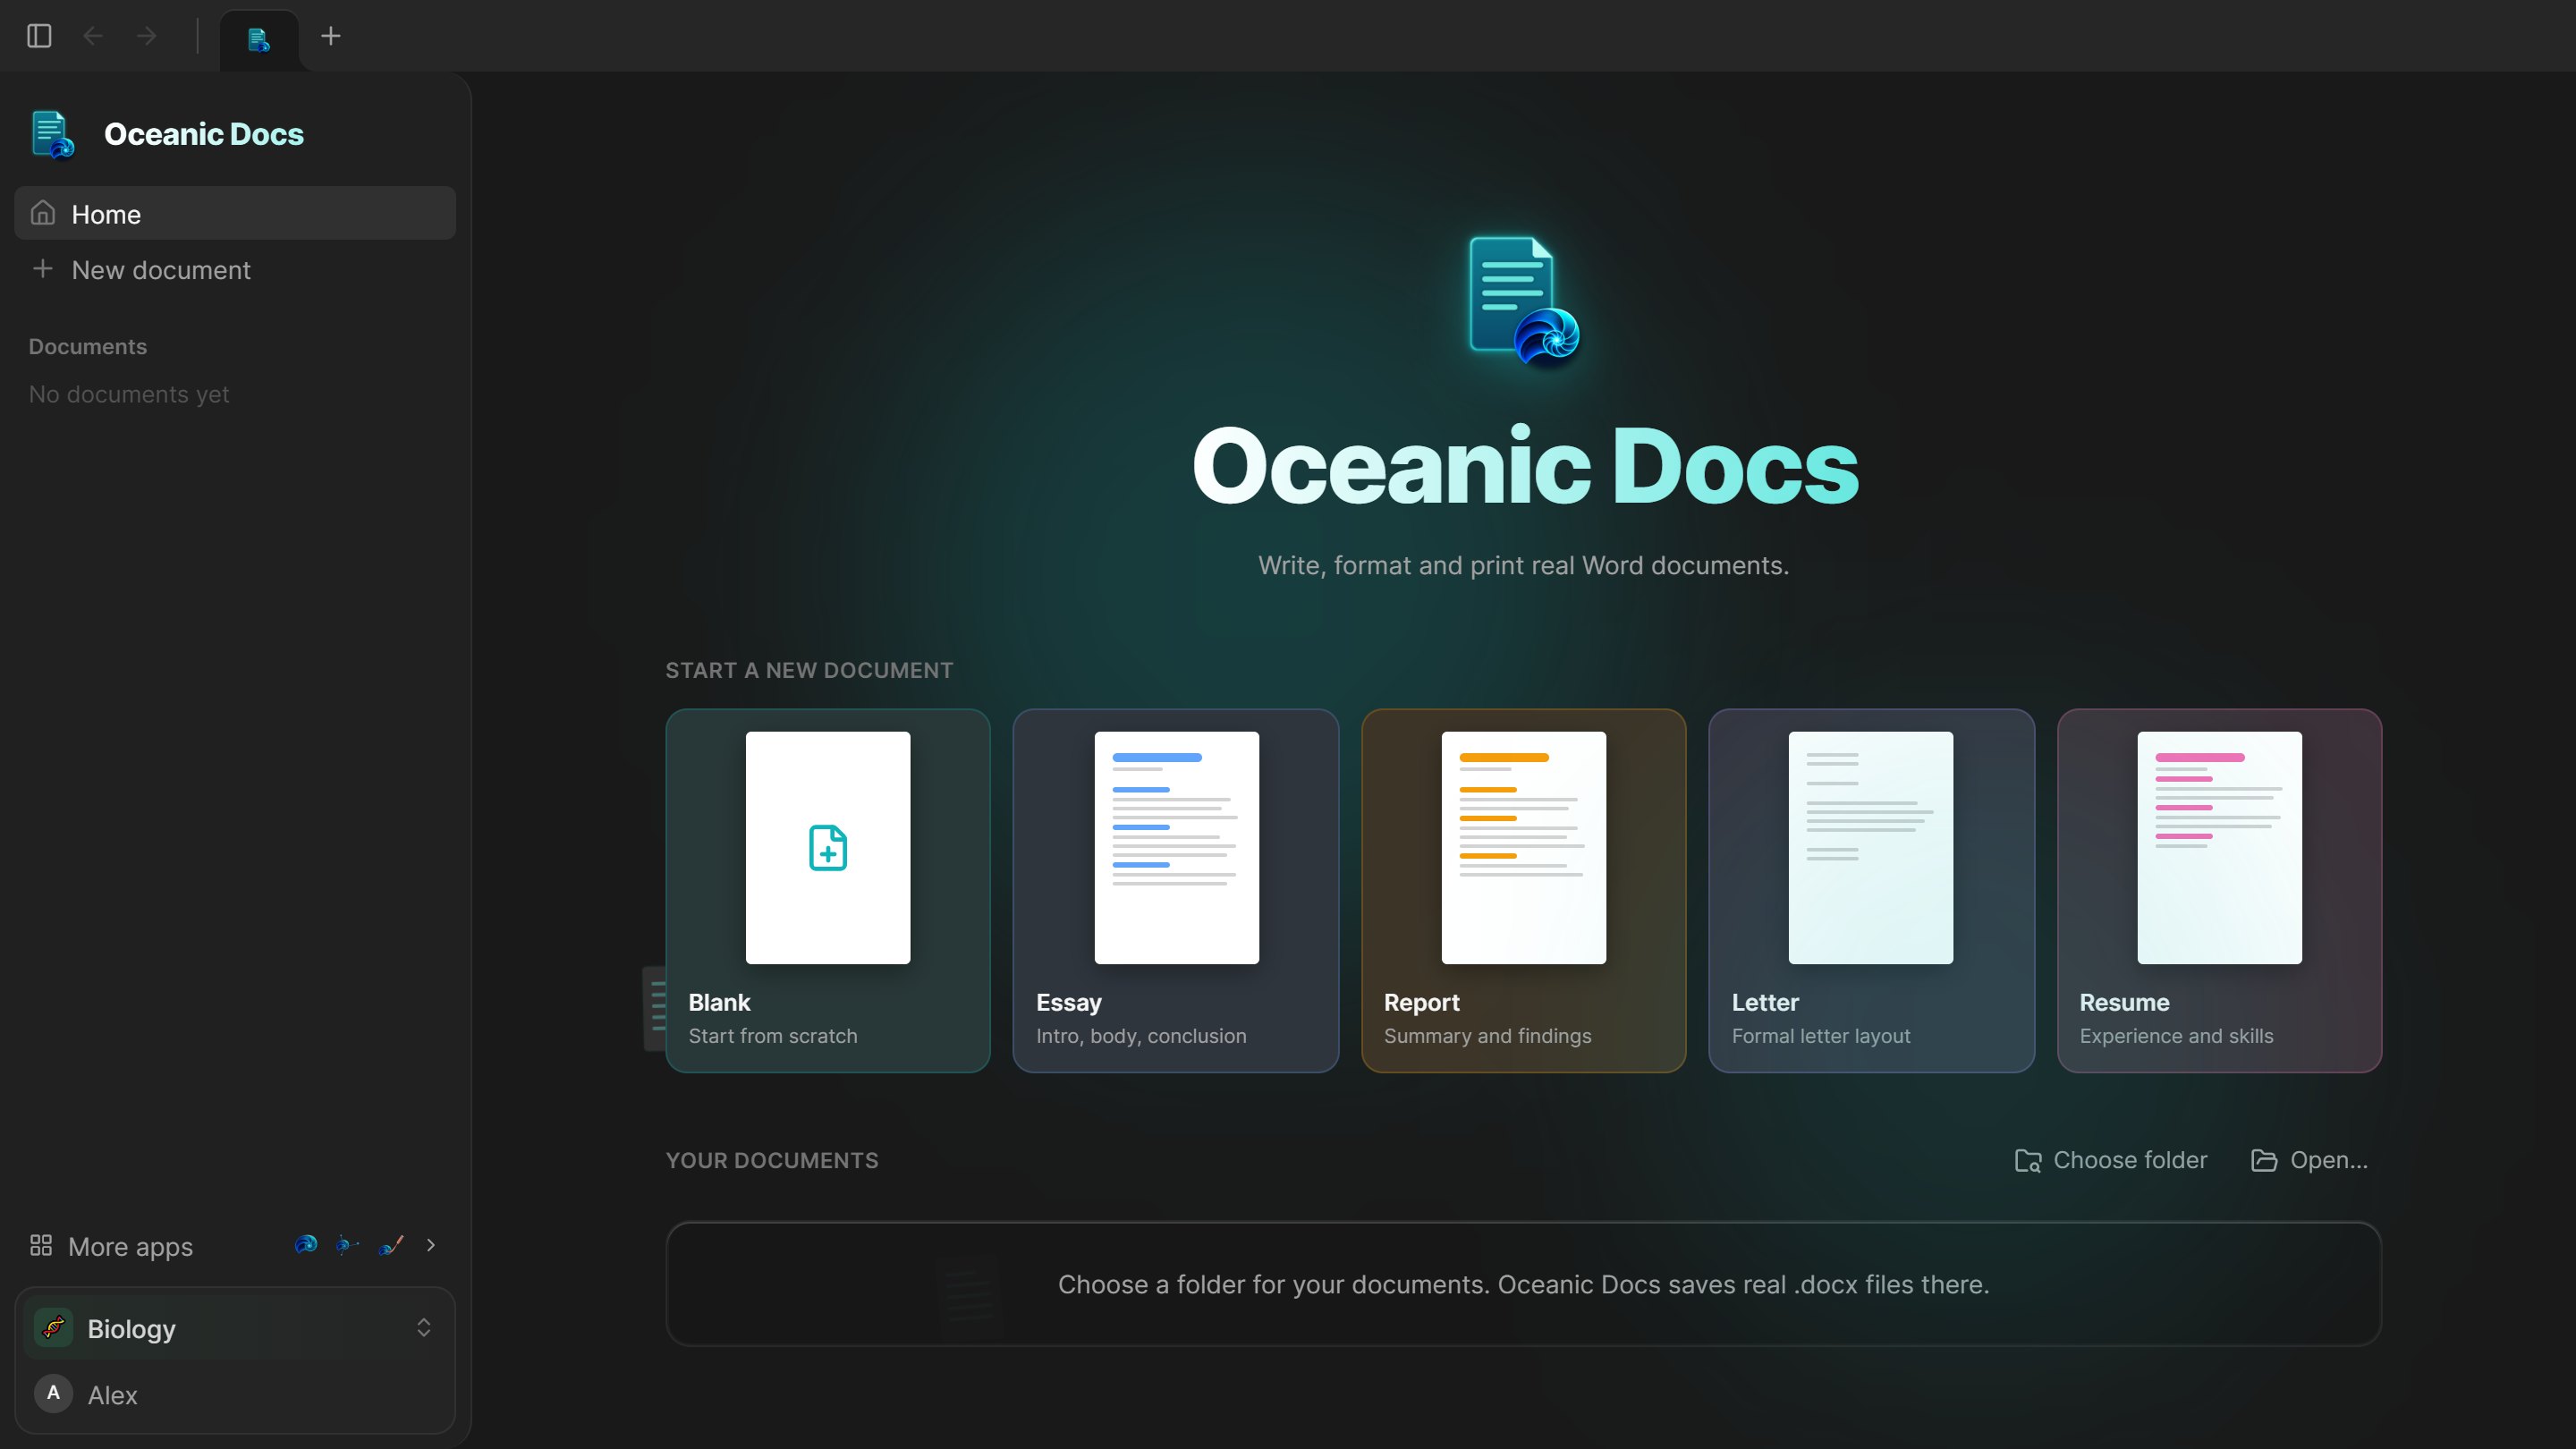 Oceanic Docs
Home
New document
Documents
No documents yet
More apps
Biology
A
Alex
Oceanic Docs
Write, format and print real Word documents.
START A NEW DOCUMENT
Blank
Start from scratch
Essay
Intro, body, conclusion
Report
Summary and findings
Letter
Formal letter layout
Resume
Experience and skills
YOUR DOCUMENTS
Choose folder
Open...
Choose a folder for your documents. Oceanic Docs saves real .docx files there.